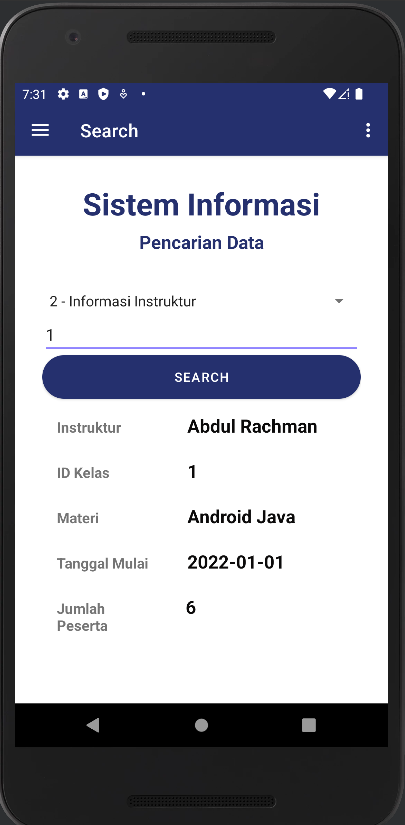 7:31
Search
Sistem Informasi
Pencarian Data
2 - Informasi Instruktur
1
SEARCH
Instruktur Abdul Rachman
ID Kelas 1
Materi Android Java
Tanggal Mulai 2022-01-01
Jumlah 6
Peserta